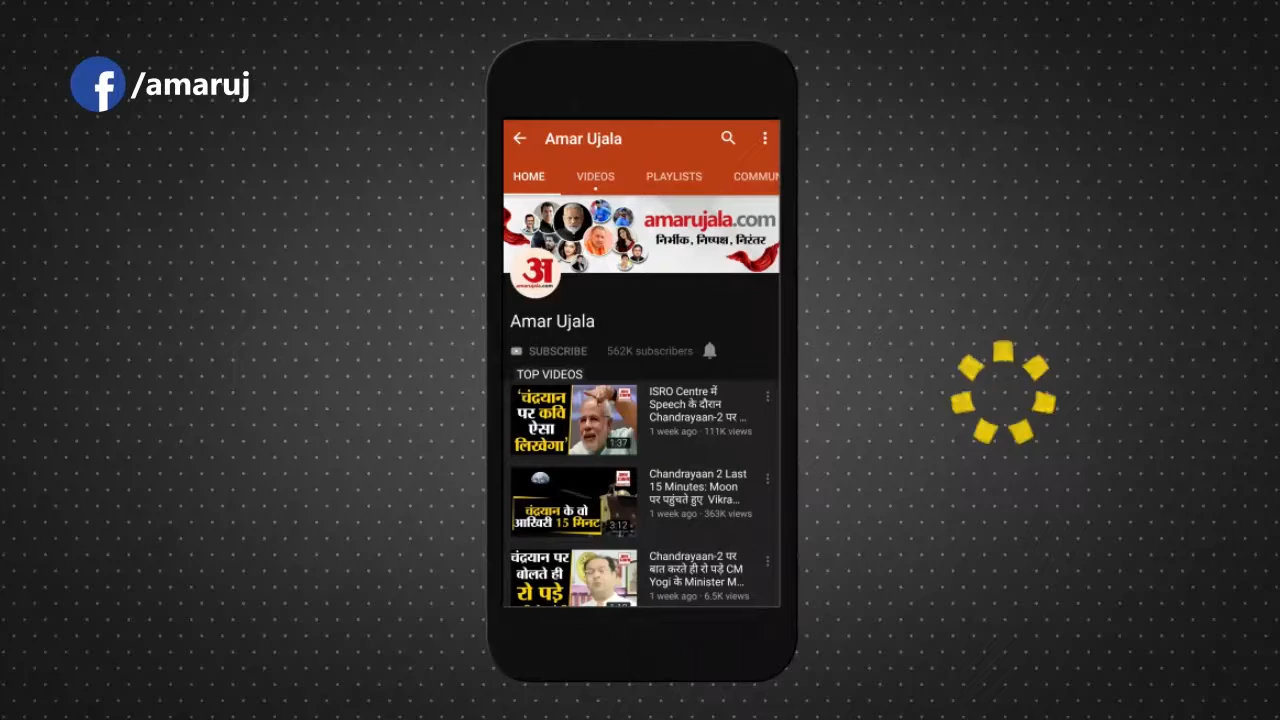 f/amaruj
Amar Ujala
HOME VIDEOS PLAYLISTS COMMUN
amarujala.com
निर्भीक, निष्पक्ष, निरंतर
अ
amarujala.com
Amar Ujala
SUBSCRIBE 562K subscribers
TOP VIDEOS
'चंद्रयान
पर कवि
ऐसा
लिखेगा'
1:37
ISRO Centre में
Speech के दौरान
Chandrayaan-2 पर ...
1 week ago · 111K views
चंद्रयान के वो
आखिरी 15 मिनट
3:12
Chandrayaan 2 Last
15 Minutes: Moon
पर पहुंचते हुए Vikra...
1 week ago · 363K views
चंद्रयान पर
बोलते ही
रो पड़े
Chandrayaan-2 पर
बात करते ही रो पड़े CM
Yogi के Minister M...
1 week ago · 6.5K views